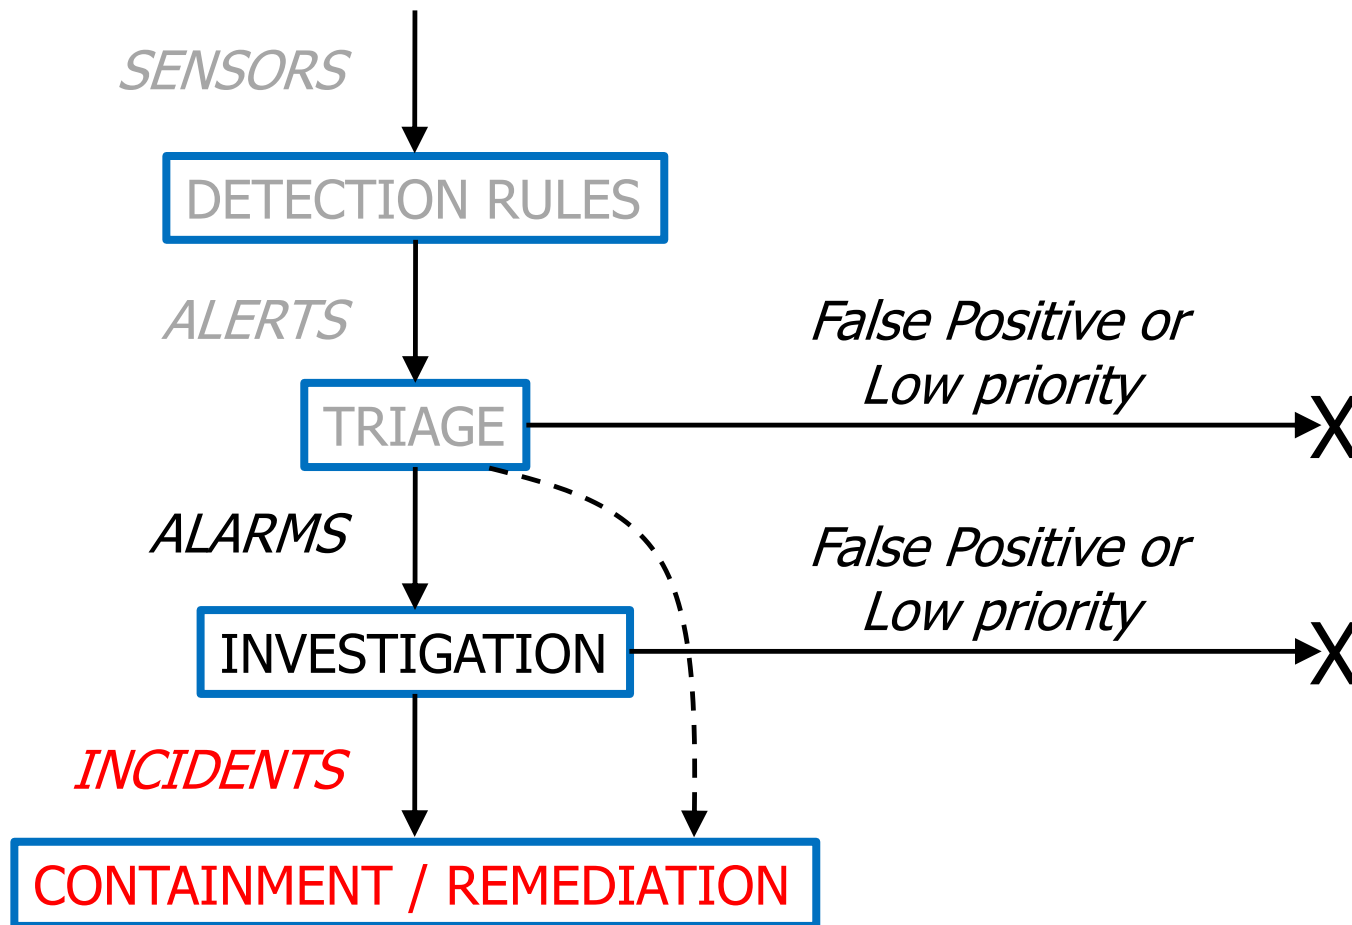 SENSORS
DETECTION RULES
ALERTS
False Positive or
Low priority
TRIAGE
X
ALARMS
False Positive or
Low priority
INVESTIGATION
X
INCIDENTS
CONTAINMENT / REMEDIATION